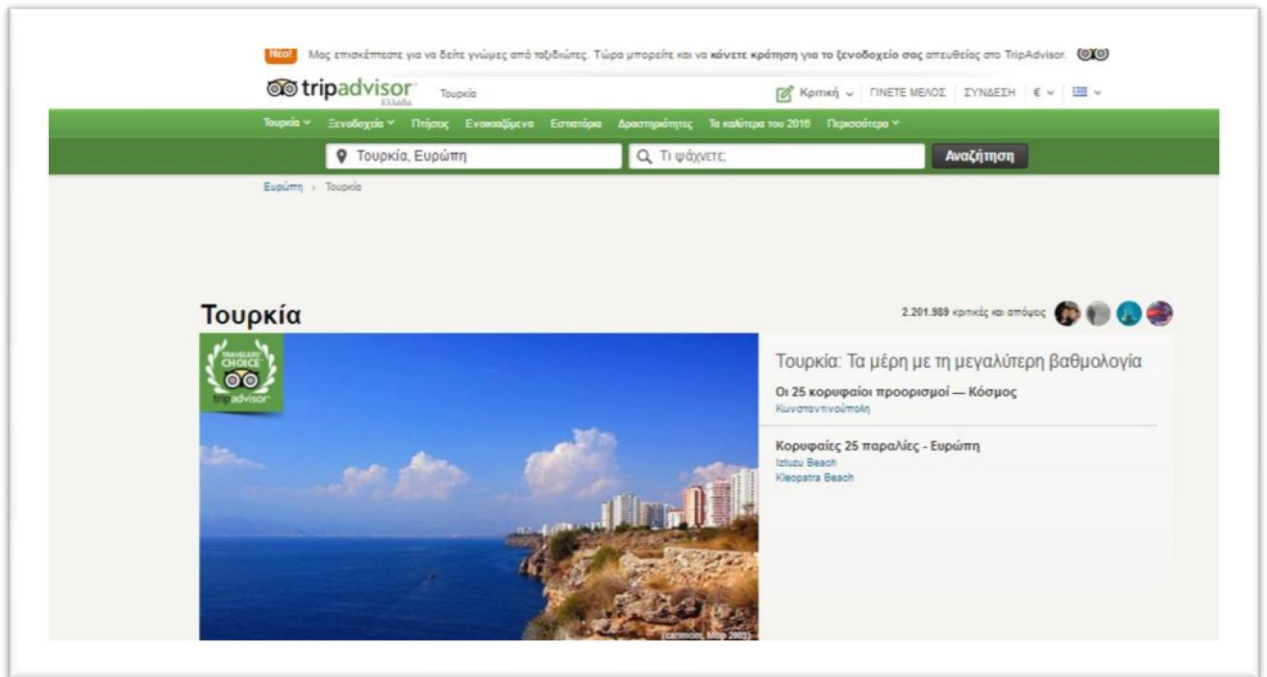 Νέο! Μας επισκέπτεστε για να δείτε γνώμες από ταξιδιώτες. Τώρα μπορείτε και να κάνετε κράτηση για το ξενοδοχείο σας απευθείας στο TripAdvisor.
tripadvisor Τουρκία Κριτική ΓΙΝΕΤΕ ΜΕΛΟΣ ΣΥΝΔΕΣΗ €
Ελλάδα
Τουρκία Ξενοδοχεία Πτήσεις Ενοικιαζόμενα Εστιατόρια Δραστηριότητες Τα καλύτερα του 2016 Περισσότερα
Τουρκία, Ευρώπη Τι ψάχνετε; Αναζήτηση
Ευρώπη › Τουρκία
Τουρκία 2.201.989 κριτικές και απόψεις
TRAVELERS'
CHOICE
tripadvisor
Τουρκία: Τα μέρη με τη μεγαλύτερη βαθμολογία
Οι 25 κορυφαίοι προορισμοί — Κόσμος
Κωνσταντινούπολη
Κορυφαίες 25 παραλίες - Ευρώπη
Iztuzu Beach
Kleopatra Beach